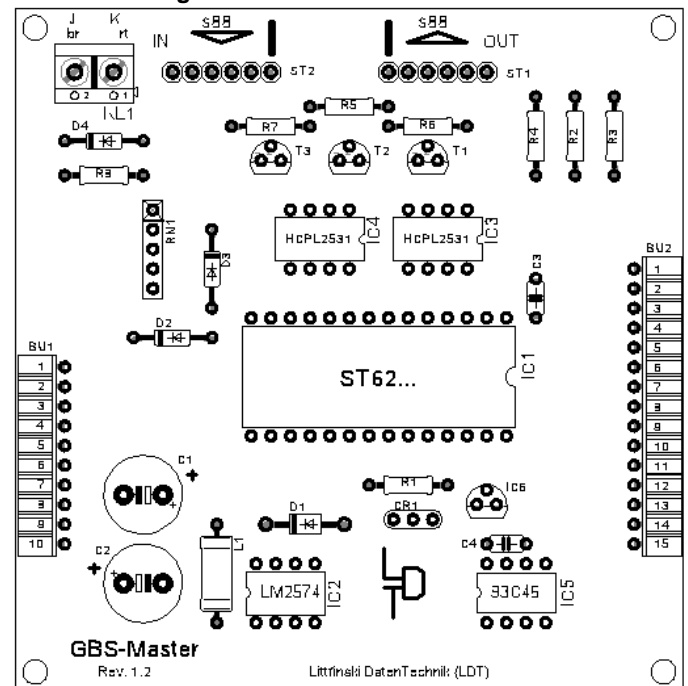 J K
br rt
IN S88
S88 OUT
2 1
KL1
ST2
ST1
R5
R7
R6
D4
T3
T2
T1
R4
R2
R3
RN1
D3
HCPL2531
IC4
HCPL2531
IC3
C3
BU2
1
2
3
4
5
6
7
8
9
10
11
12
13
14
15
D2
BU1
1
2
3
4
5
6
7
8
9
10
ST62...
IC1
C1
+
+
C2
+
+
L1
D1
R1
CR1
IC6
C4
LM2574
IC2
93C46
IC5
GBS-Master
Rev. 1.2
Littfinski DatenTechnik (LDT)